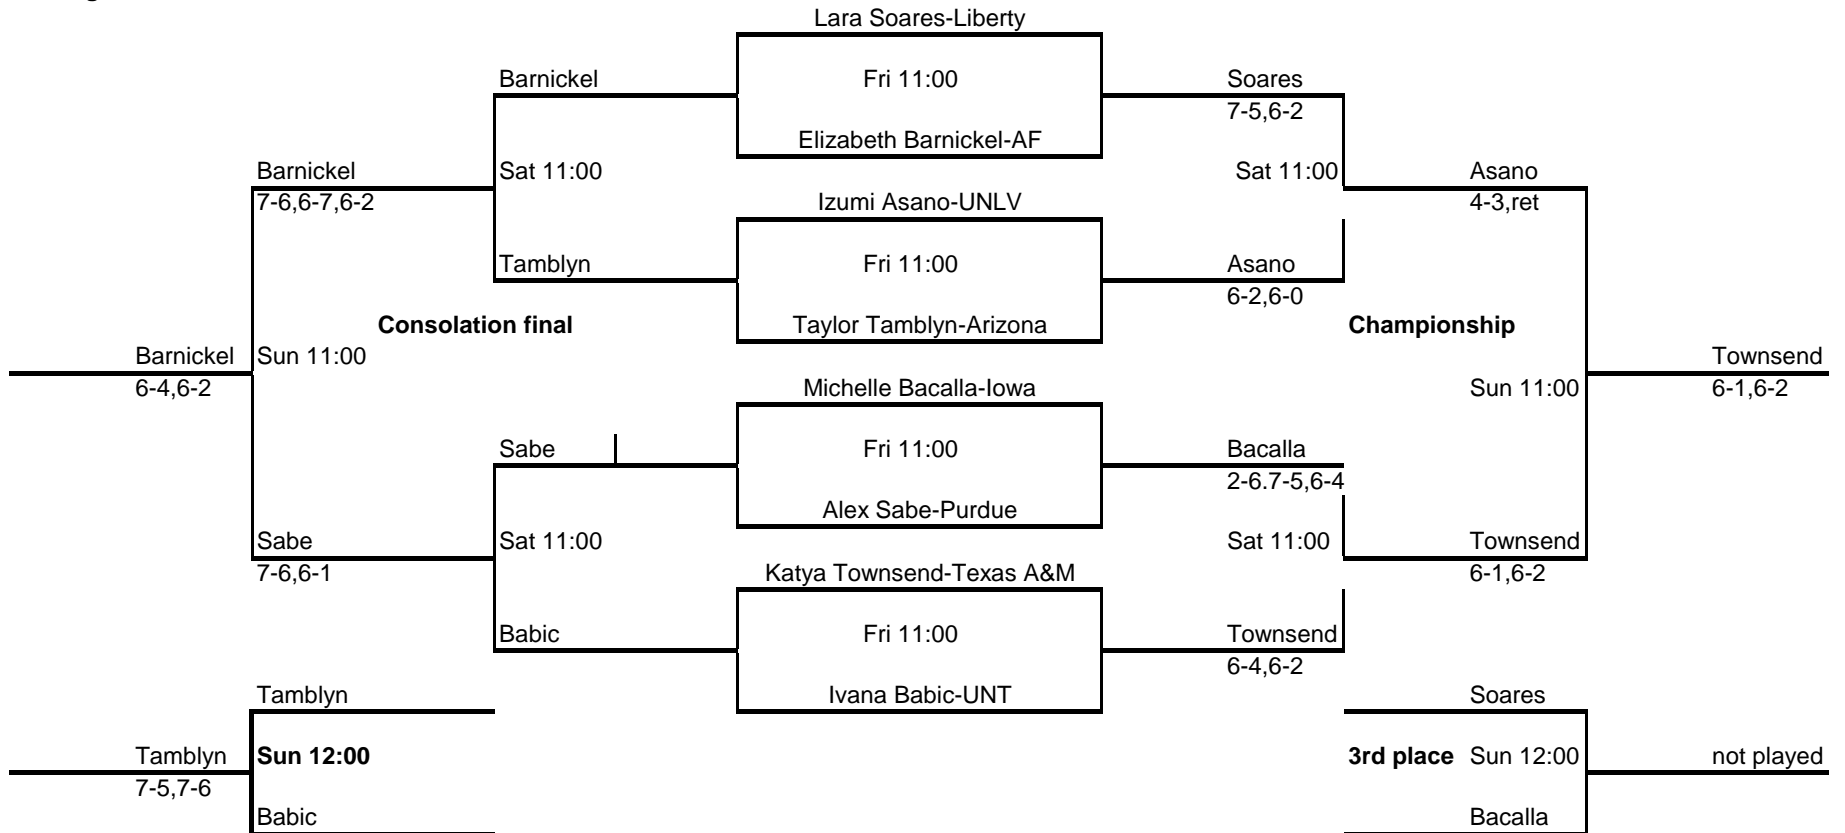 Lara Soares-Liberty
Barnickel Fri 11:00 Soares
7-5,6-2
Elizabeth Barnickel-AF
Barnickel Sat 11:00 Sat 11:00 Asano
7-6,6-7,6-2 Izumi Asano-UNLV 4-3,ret
Tamblyn Fri 11:00 Asano
6-2,6-0
Consolation final Taylor Tamblyn-Arizona Championship
Barnickel Sun 11:00 Townsend
6-4,6-2 Michelle Bacalla-Iowa Sun 11:00 6-1,6-2
Sabe Fri 11:00 Bacalla
2-6.7-5,6-4
Alex Sabe-Purdue
Sabe Sat 11:00 Sat 11:00 Townsend
7-6,6-1 Katya Townsend-Texas A&M 6-1,6-2
Babic Fri 11:00 Townsend
6-4,6-2
Tamblyn Ivana Babic-UNT Soares
Tamblyn Sun 12:00 3rd place Sun 12:00 not played
7-5,7-6
Babic Bacalla